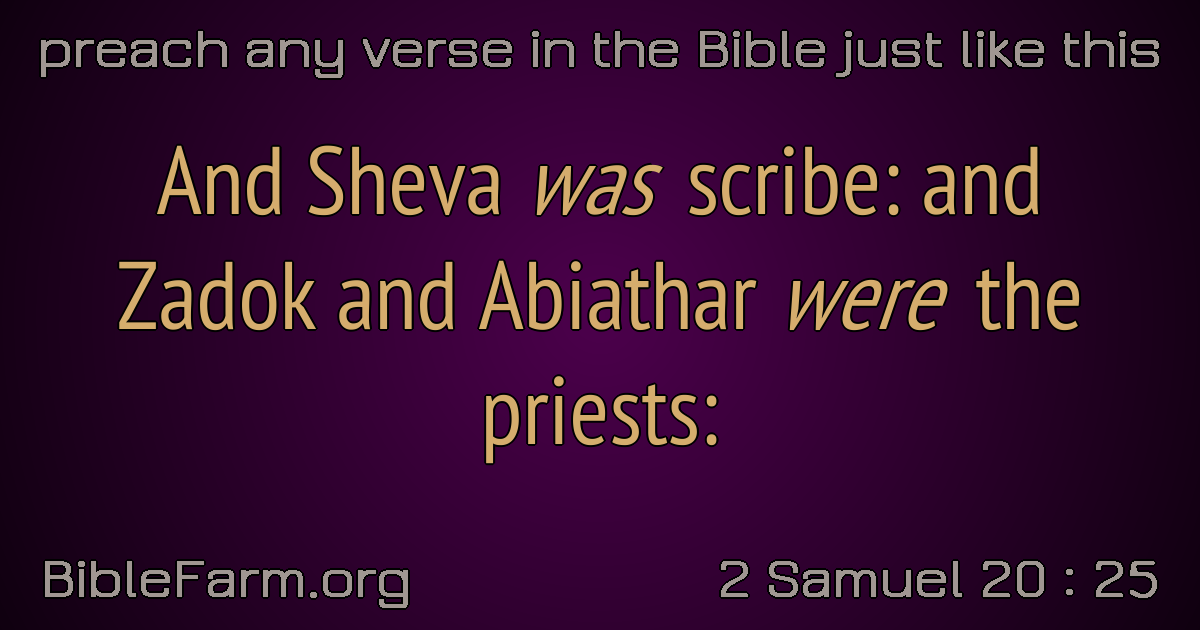 preach any verse in the Bible just like this
And Sheva was scribe: and
Zadok and Abiathar were the
priests:
BibleFarm.org
2 Samuel 20 : 25